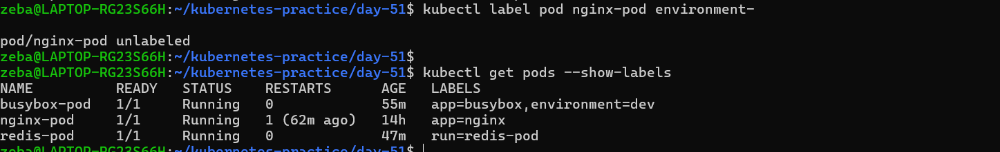 zeba@LAPTOP-RG23S66H:~/kubernetes-practice/day-51$ kubectl label pod nginx-pod environment-
pod/nginx-pod unlabeled
zeba@LAPTOP-RG23S66H:~/kubernetes-practice/day-51$
zeba@LAPTOP-RG23S66H:~/kubernetes-practice/day-51$ kubectl get pods --show-labels
NAME READY STATUS RESTARTS AGE LABELS
busybox-pod 1/1 Running 0 55m app=busybox,environment=dev
nginx-pod 1/1 Running 1 (62m ago) 14h app=nginx
redis-pod 1/1 Running 0 47m run=redis-pod
zeba@LAPTOP-RG23S66H:~/kubernetes-practice/day-51$